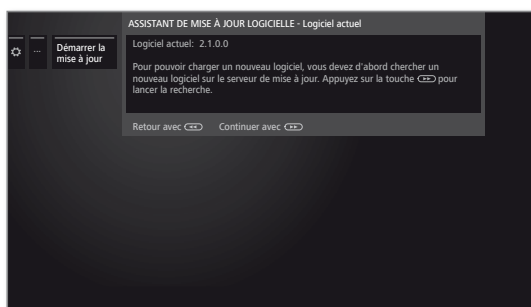 ASSISTANT DE MISE À JOUR LOGICIELLE - Logiciel actuel
...
Démarrer la
mise à jour
Logiciel actuel: 2.1.0.0
Pour pouvoir charger un nouveau logiciel, vous devez d'abord chercher un
nouveau logiciel sur le serveur de mise à jour. Appuyez sur la touche pour
lancer la recherche.
Retour avec Continuer avec